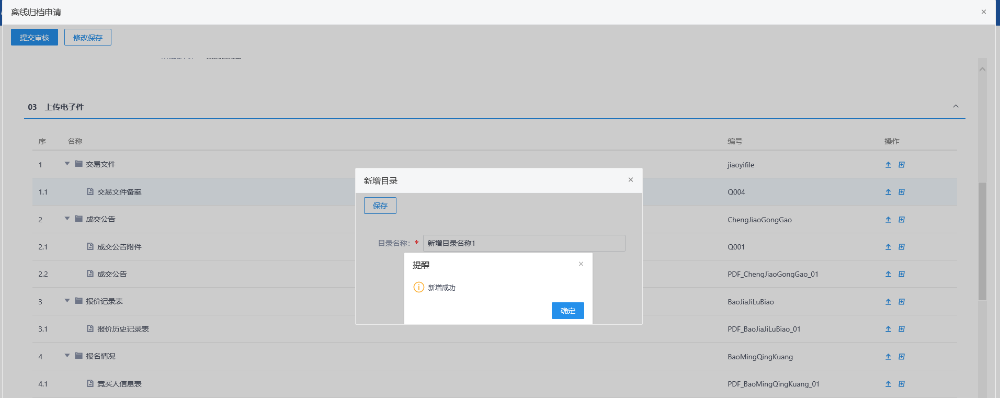 离线归档申请
提交审核 修改保存
03 上传电子件
序 名称 编号 操作
1 交易文件 jiaoyifile
1.1 交易文件备案 Q004
2 成交公告 ChengJiaoGongGao
2.1 成交公告附件 Q001
2.2 成交公告 PDF_ChengJiaoGongGao_01
3 报价记录表 BaoJiaJiLuBiao
3.1 报价历史记录表 PDF_BaoJiaJiLuBiao_01
4 报名情况 BaoMingQingKuang
4.1 竞买人信息表 PDF_BaoMingQingKuang_01
新增目录
保存
目录名称：* 新增目录名称1
提醒
新增成功
确定